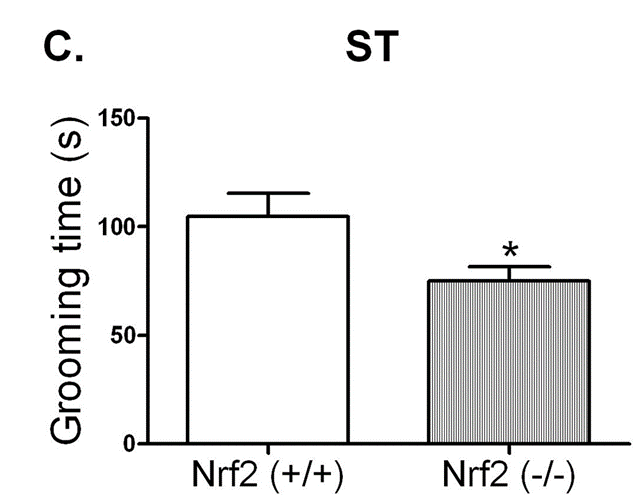 C.
ST
Grooming time (s)
150
100
50
0
*
Nrf2 (+/+)
Nrf2 (-/-)